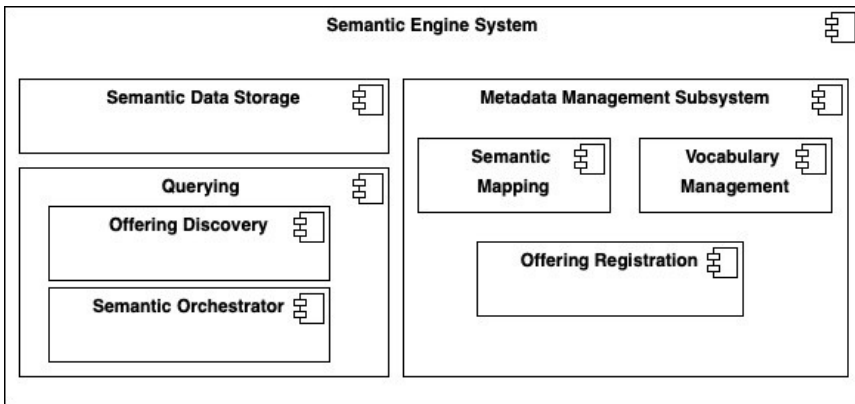 Semantic Engine System
Semantic Data Storage
Querying
Offering Discovery
Semantic Orchestrator
Metadada Management Subsystem
Semantic
Mapping
Vocabulary
Management
Offering Registration